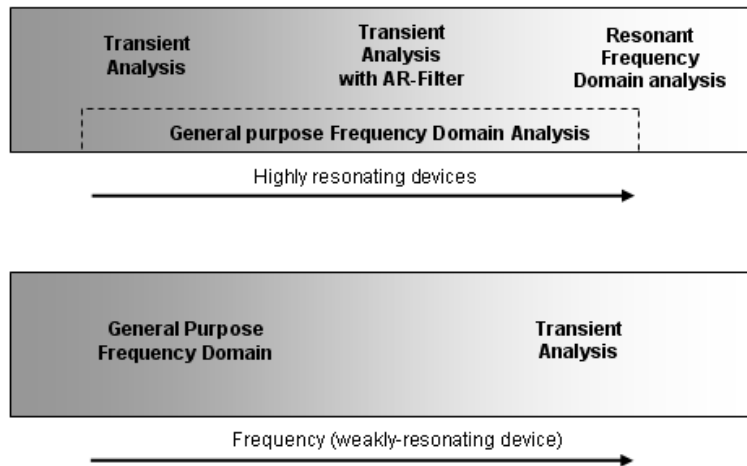 Transient
Analysis
Transient
Analysis
with AR-Filter
Resonant
Frequency
Domain analysis
General purpose Frequency Domain Analysis
Highly resonating devices
General Purpose
Frequency Domain
Transient
Analysis
Frequency (weakly-resonating device)